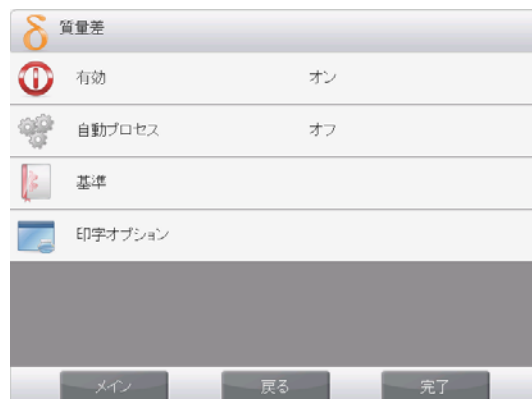 δ 質量差
有効 オン
自動プロセス オフ
基準
印字オプション
メイン 戻る 完了